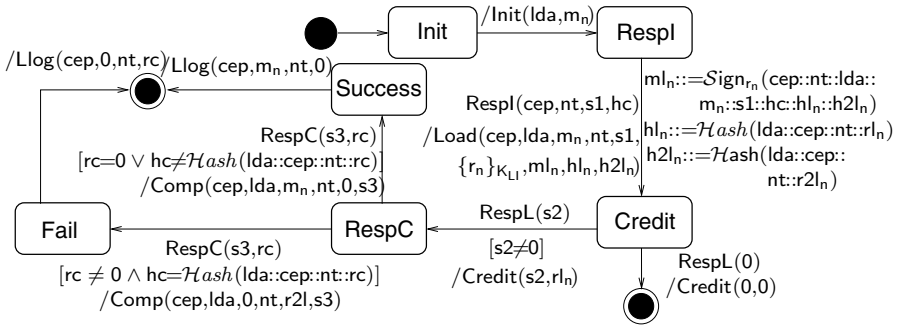 /Init(lda,mₙ)
Init
RespI
/Llog(cep,0,nt,rc)
/Llog(cep,mₙ,nt,0)
Success
RespI(cep,nt,s1,hc)
/Load(cep,lda,mₙ,nt,s1,
{rₙ}K_LI,mlₙ,hlₙ,h2lₙ)
mlₙ::=Sign_rₙ(cep::nt::lda::
mₙ::s1::hc::hlₙ::h2lₙ)
hlₙ::=Hash(lda::cep::nt::rlₙ)
h2lₙ::=Hash(lda::cep::
nt::r2lₙ)
RespC(s3,rc)
[rc=0 ∨ hc≠Hash(lda::cep::nt::rc)]
/Comp(cep,lda,mₙ,nt,0,s3)
Fail
RespC
RespL(s2)
[s2≠0]
/Credit(s2,rlₙ)
Credit
RespC(s3,rc)
[rc ≠ 0 ∧ hc=Hash(lda::cep::nt::rc)]
/Comp(cep,lda,0,nt,r2l,s3)
RespL(0)
/Credit(0,0)